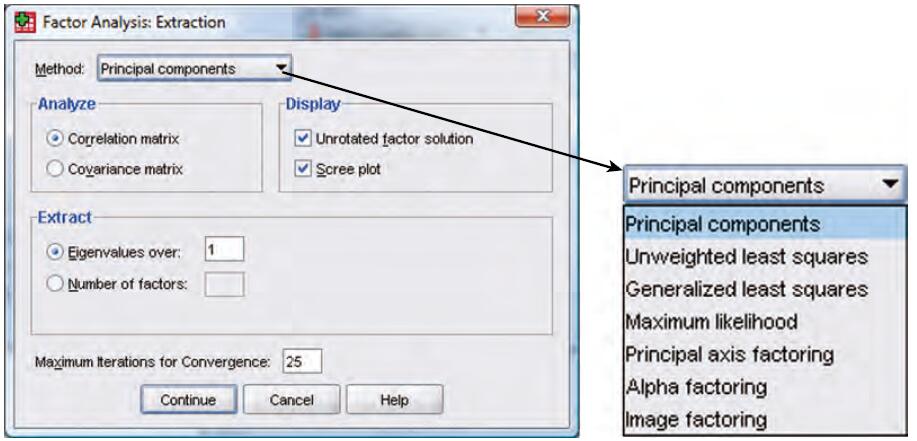 Factor Analysis: Extraction
Method: Principal components
Analyze
Correlation matrix
Covariance matrix
Display
Unrotated factor solution
Scree plot
Extract
Eigenvalues over: 1
Number of factors:
Maximum Iterations for Convergence: 25
Continue Cancel Help
Principal components
Principal components
Unweighted least squares
Generalized least squares
Maximum likelihood
Principal axis factoring
Alpha factoring
Image factoring